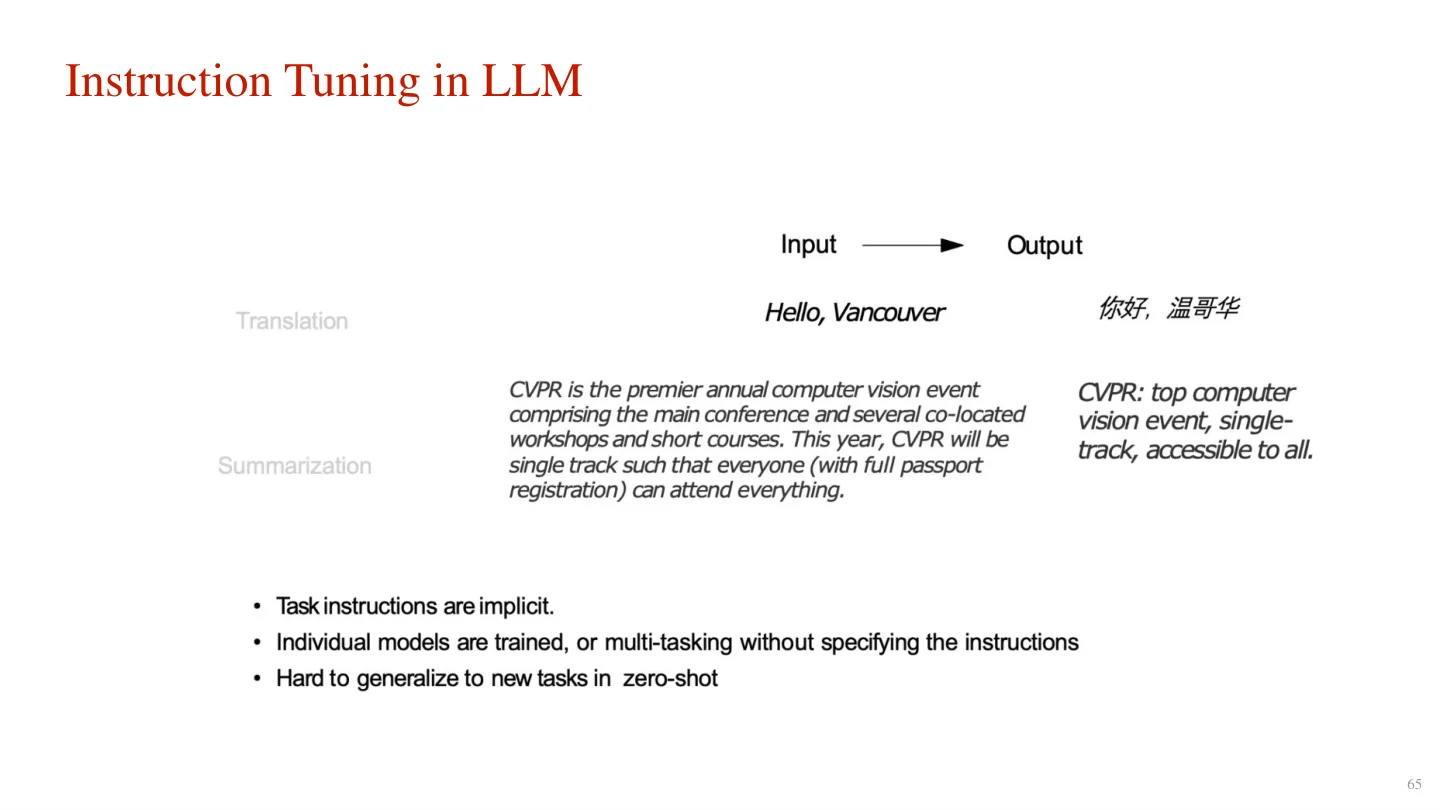 Instruction Tuning in LLM
Input Output
Translation
Hello, Vancouver
你好，温哥华
Summarization
CVPR is the premier annual computer vision event
comprising the main conference and several co-located
workshops and short courses. This year, CVPR will be
single track such that everyone (with full passport
registration) can attend everything.
CVPR: top computer
vision event, single-
track, accessible to all.
• Task instructions are implicit.
• Individual models are trained, or multi-tasking without specifying the instructions
• Hard to generalize to new tasks in zero-shot
65